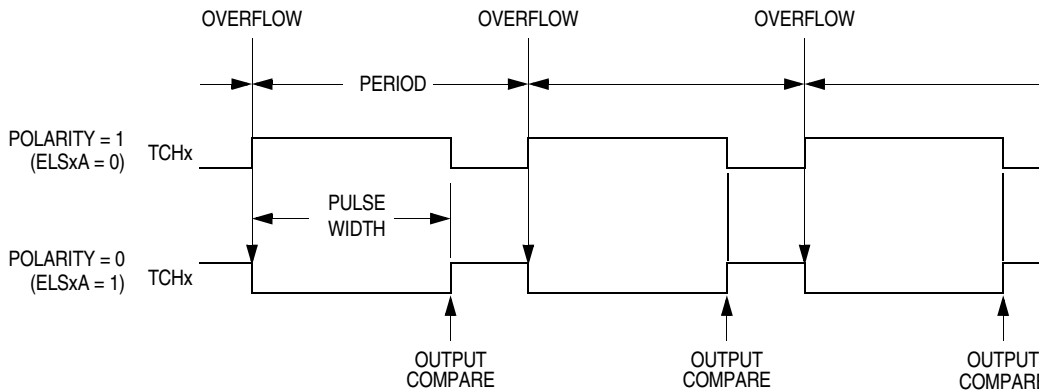 OVERFLOW OVERFLOW OVERFLOW
PERIOD
POLARITY = 1
(ELSxA = 0)
TCHx
PULSE
WIDTH
POLARITY = 0
(ELSxA = 1)
TCHx
OUTPUT
COMPARE
OUTPUT
COMPARE
OUTPUT
COMPARE